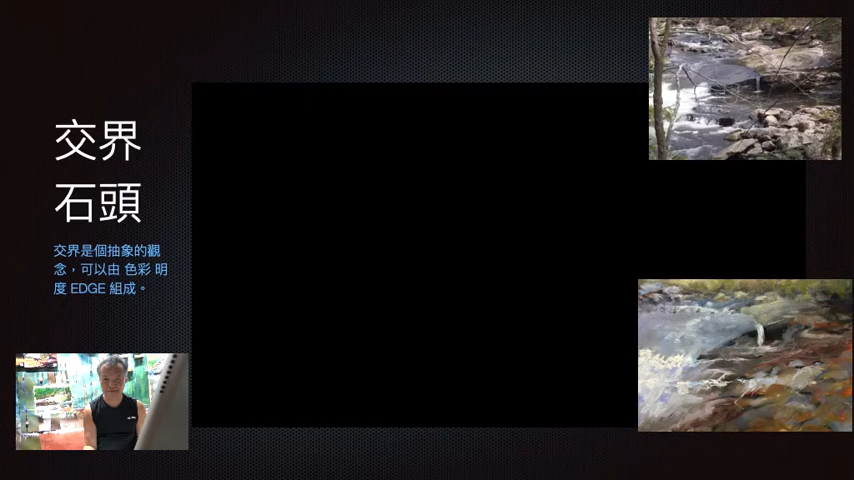 交界
石頭
交界是個抽象的觀
念，可以由 色彩 明
度 EDGE 組成。